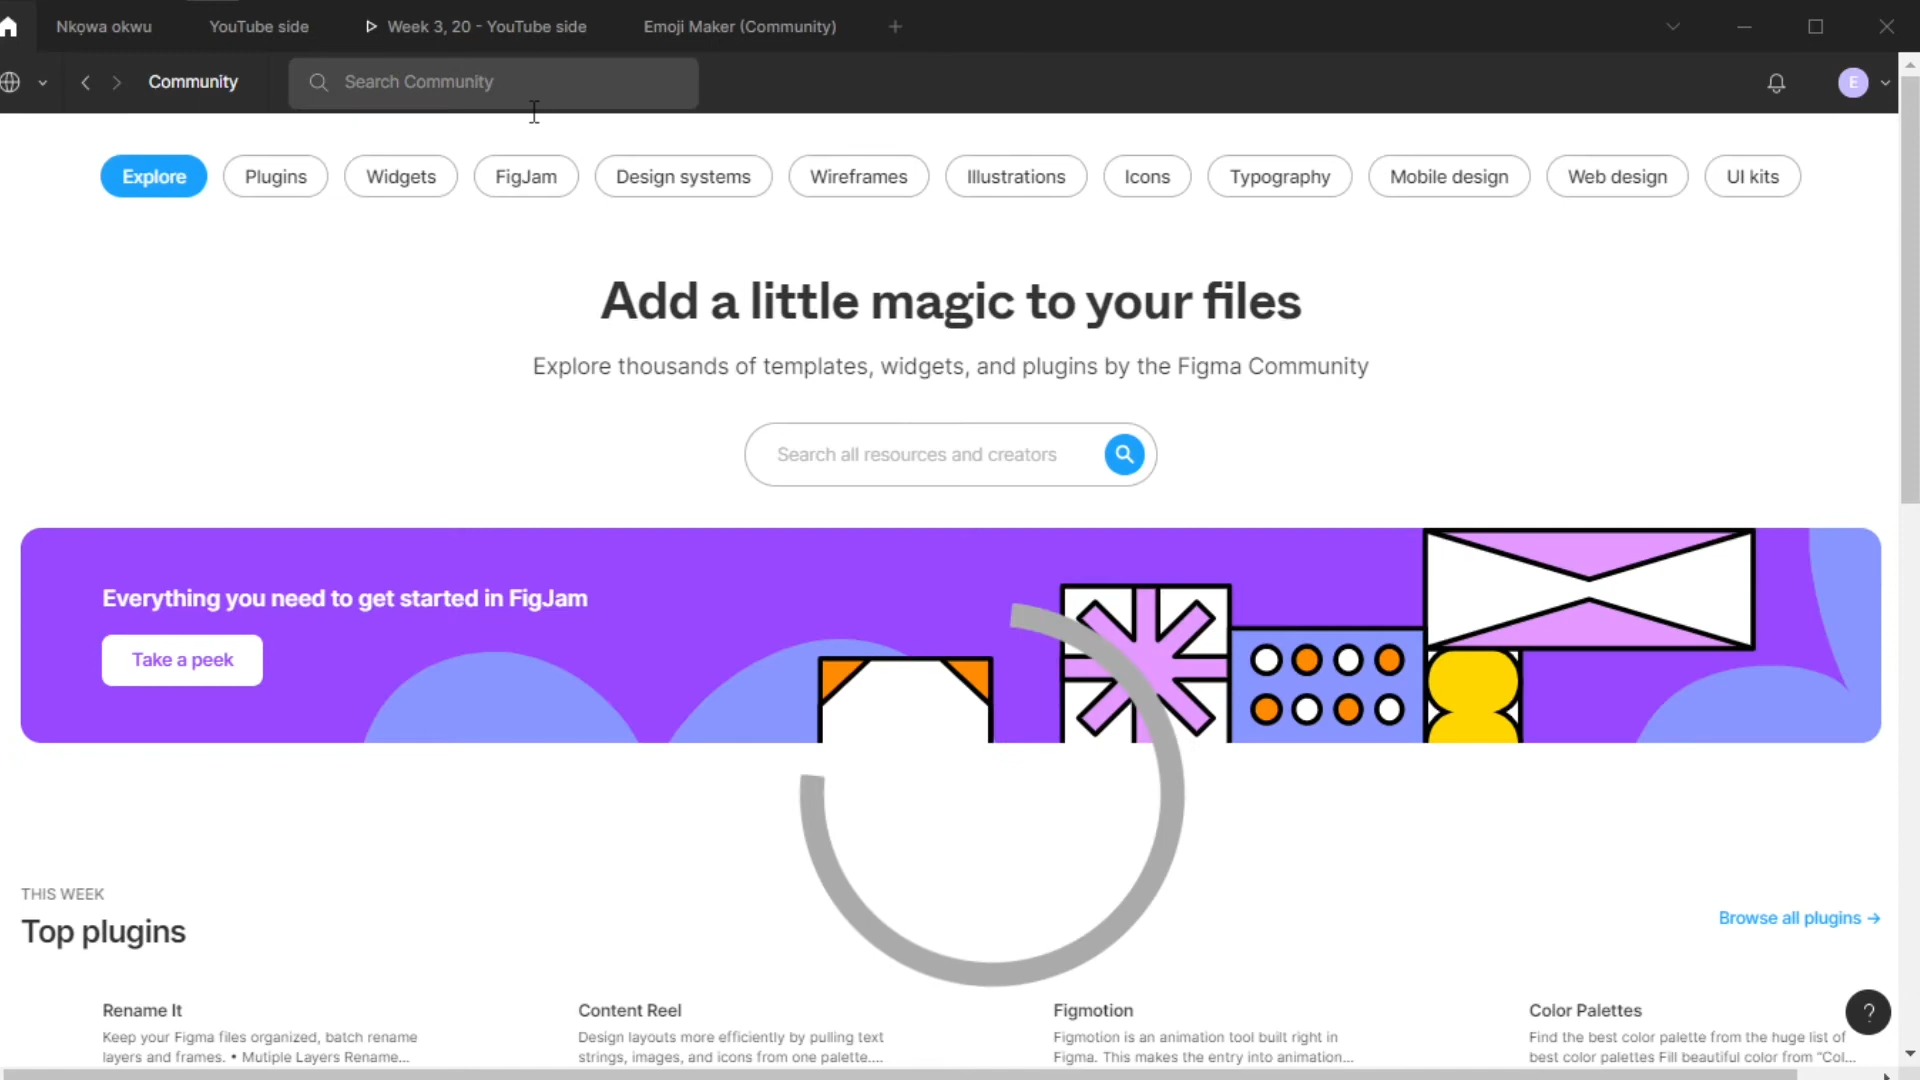 Nkọwa okwu
YouTube side
Week 3, 20 - YouTube side
Emoji Maker (Community)
Community
Search Community
E
Explore
Plugins
Widgets
FigJam
Design systems
Wireframes
Illustrations
Icons
Typography
Mobile design
Web design
UI kits
Add a little magic to your files
Explore thousands of templates, widgets, and plugins by the Figma Community
Search all resources and creators
Everything you need to get started in FigJam
Take a peek
THIS WEEK
Top plugins
Browse all plugins →
Rename It
Keep your Figma files organized, batch rename
layers and frames. • Mutiple Layers Rename...
Content Reel
Design layouts more efficiently by pulling text
strings, images, and icons from one palette....
Figmotion
Figmotion is an animation tool built right in
Figma. This makes the entry into animation...
Color Palettes
Find the best color palette from the huge list of
best color palettes Fill beautiful color from "Col...
?